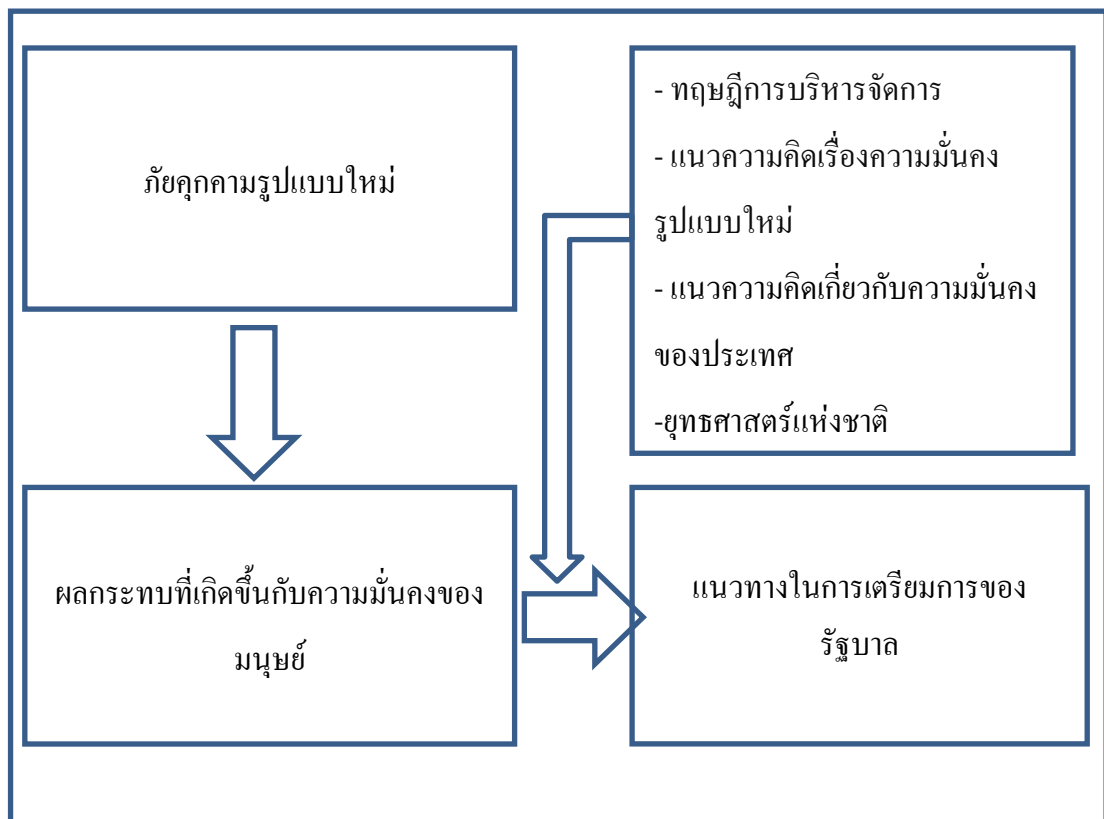 ภัยคุกคามรูปแบบใหม่
- ทฤษฎีการบริหารจัดการ
- แนวความคิดเรื่องความมั่นคง
รูปแบบใหม่
- แนวความคิดเกี่ยวกับความมั่นคง
ของประเทศ
-ยุทธศาสตร์แห่งชาติ
ผลกระทบที่เกิดขึ้นกับความมั่นคงของ
มนุษย์
แนวทางในการเตรียมการของ
รัฐบาล